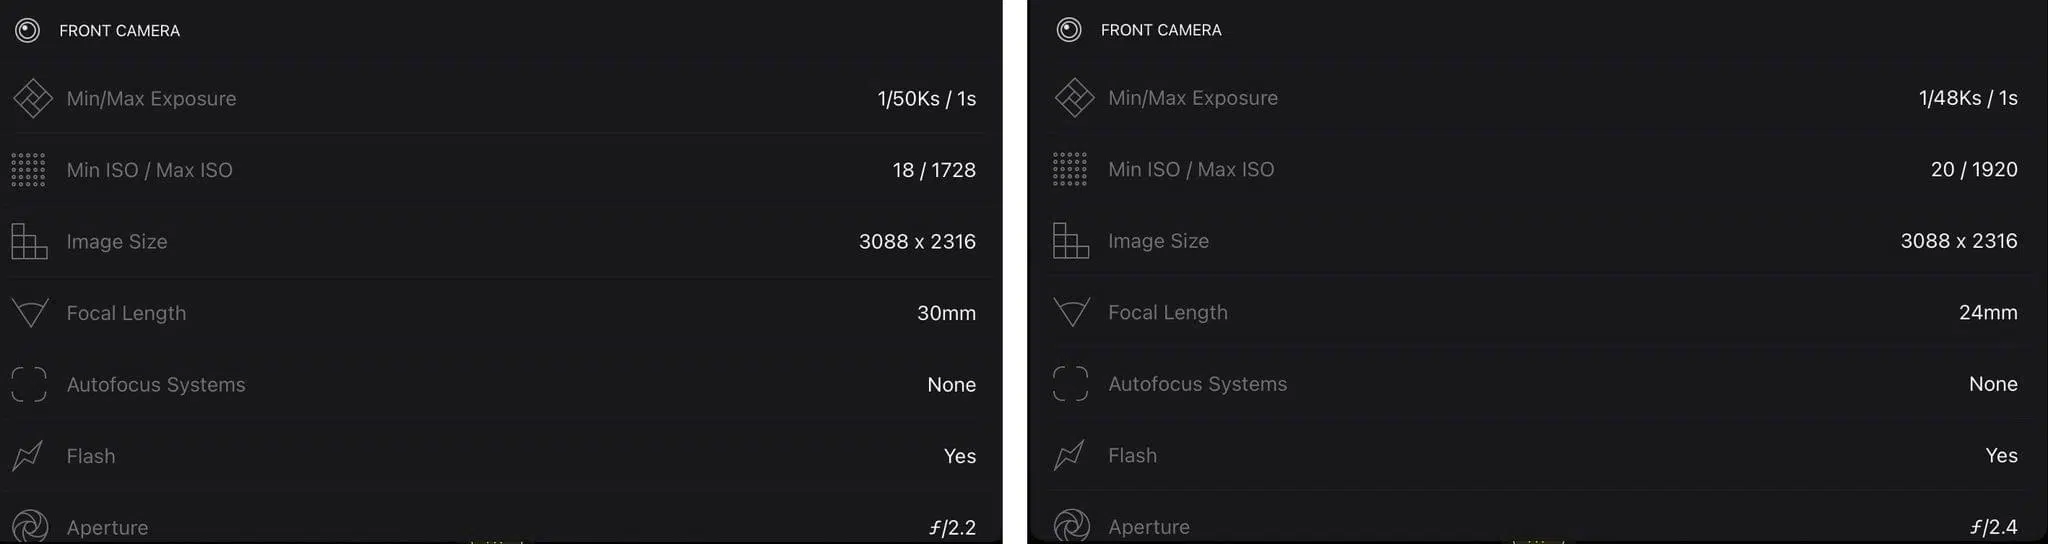 FRONT CAMERA
Min/Max Exposure 1/50Ks / 1s
Min ISO / Max ISO 18 / 1728
Image Size 3088 x 2316
Focal Length 30mm
Autofocus Systems None
Flash Yes
Aperture ƒ/2.2
FRONT CAMERA
Min/Max Exposure 1/48Ks / 1s
Min ISO / Max ISO 20 / 1920
Image Size 3088 x 2316
Focal Length 24mm
Autofocus Systems None
Flash Yes
Aperture ƒ/2.4